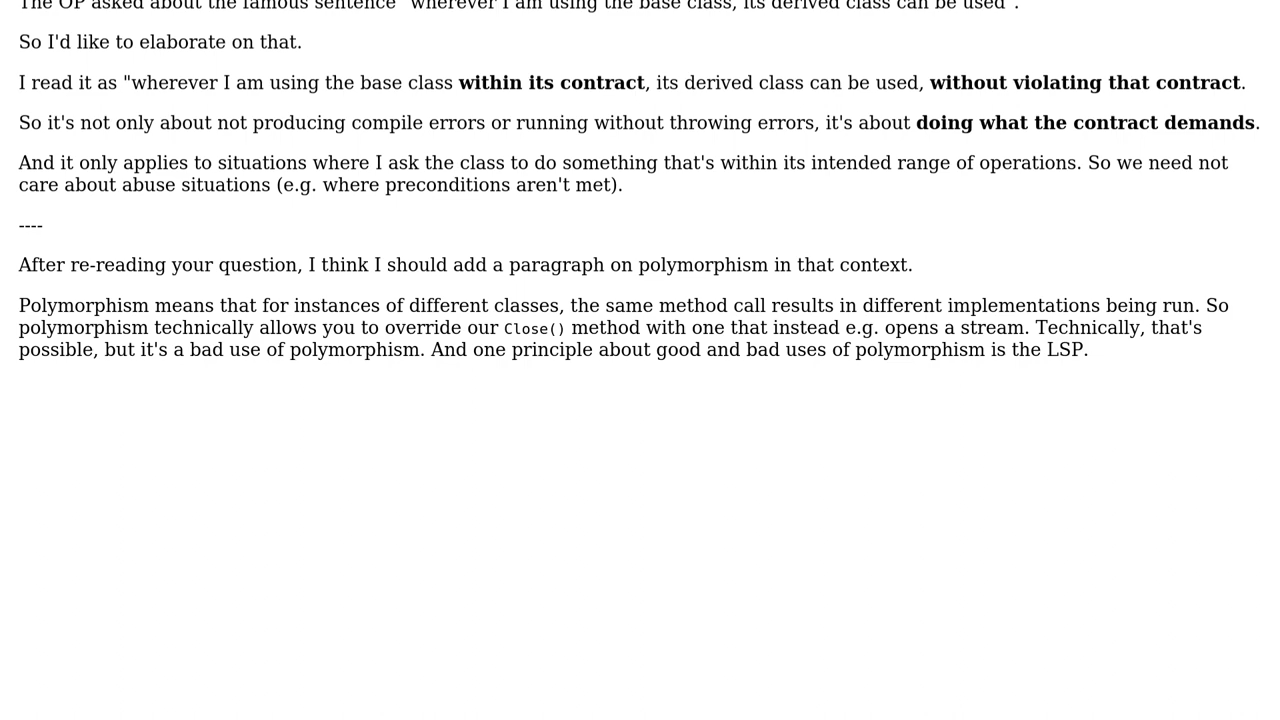 The OP asked about the famous sentence "wherever I am using the base class, its derived class can be used".
So I'd like to elaborate on that.
I read it as "wherever I am using the base class within its contract, its derived class can be used, without violating that contract.
So it's not only about not producing compile errors or running without throwing errors, it's about doing what the contract demands.
And it only applies to situations where I ask the class to do something that's within its intended range of operations. So we need not
care about abuse situations (e.g. where preconditions aren't met).
----
After re-reading your question, I think I should add a paragraph on polymorphism in that context.
Polymorphism means that for instances of different classes, the same method call results in different implementations being run. So
polymorphism technically allows you to override our Close() method with one that instead e.g. opens a stream. Technically, that's
possible, but it's a bad use of polymorphism. And one principle about good and bad uses of polymorphism is the LSP.